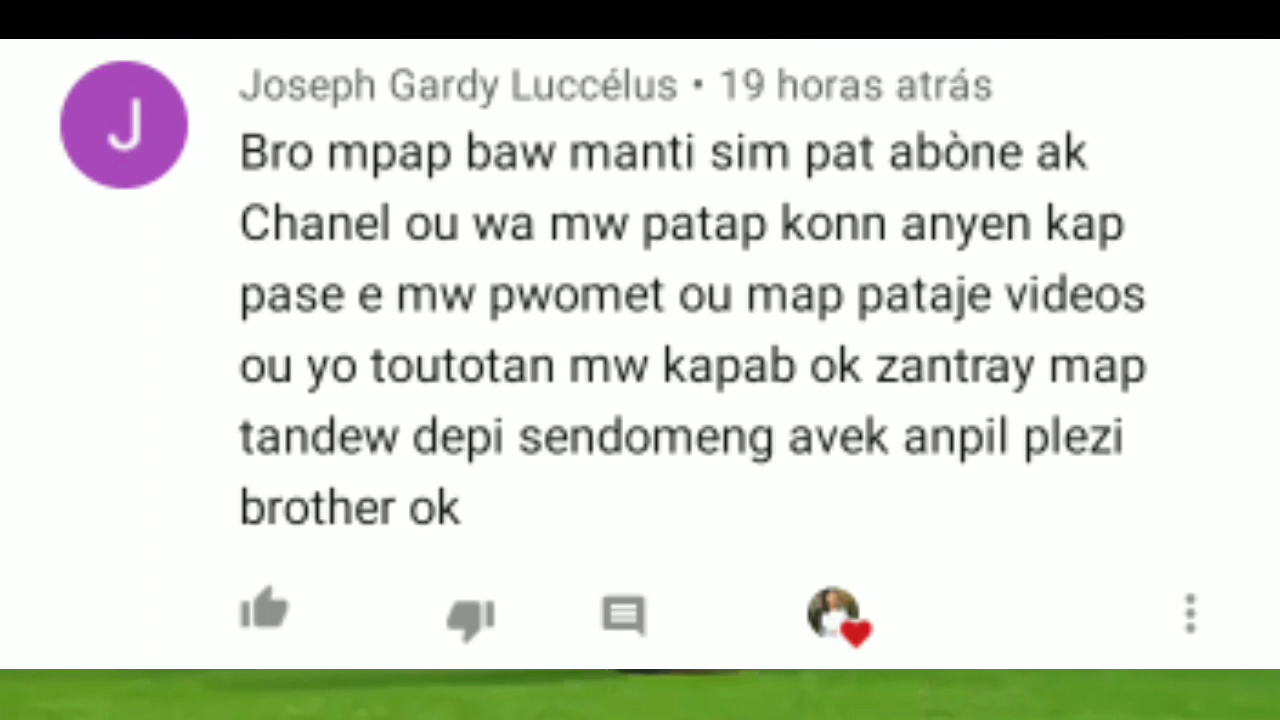 J
Joseph Gardy Luccélus • 19 horas atrás
Bro mpap baw manti sim pat abòne ak
Chanel ou wa mw patap konn anyen kap
pase e mw pwomet ou map pataje videos
ou yo toutotan mw kapab ok zantray map
tandew depi sendomeng avek anpil plezi
brother ok